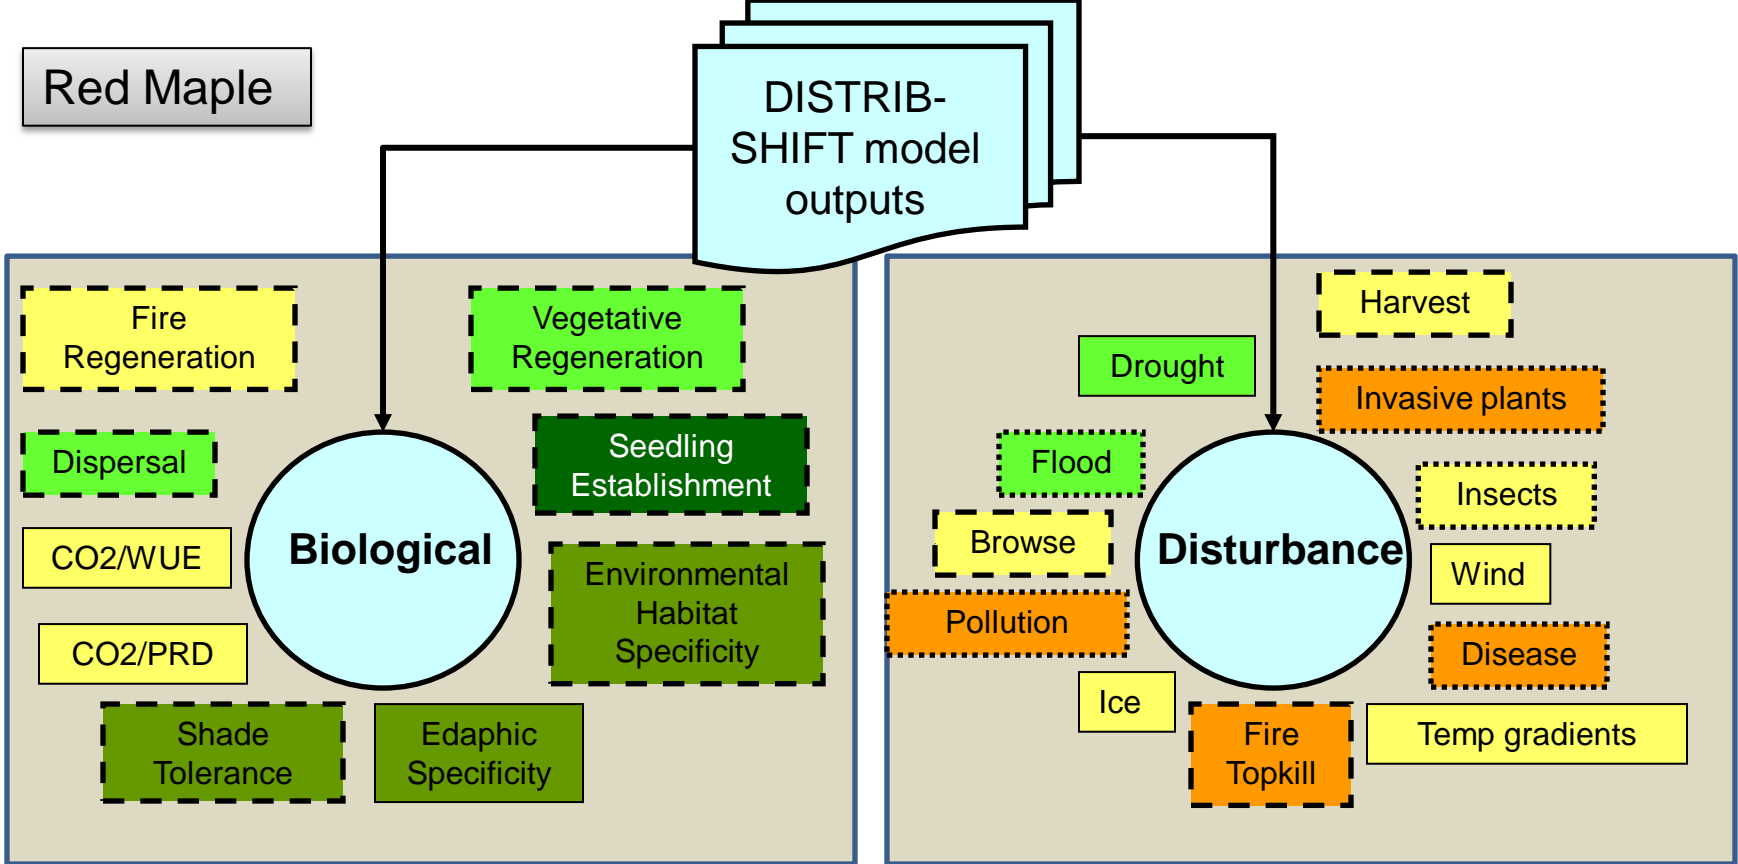 Red Maple
DISTRIB-
SHIFT model
outputs
Fire
Regeneration
Vegetative
Regeneration
Dispersal
Seedling
Establishment
CO2/WUE
Biological
Environmental
Habitat
Specificity
CO2/PRD
Shade
Tolerance
Edaphic
Specificity
Harvest
Drought
Invasive plants
Flood
Insects
Browse
Disturbance
Wind
Pollution
Disease
Ice
Fire
Topkill
Temp gradients